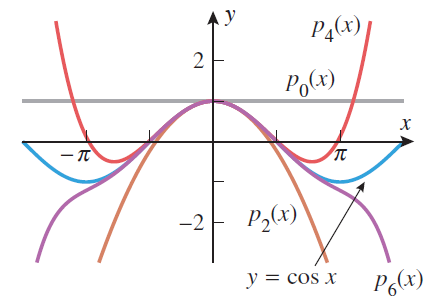 y
p₄(x)
2
p₀(x)
x
−π
π
−2
p₂(x)
y = cos x
p₆(x)